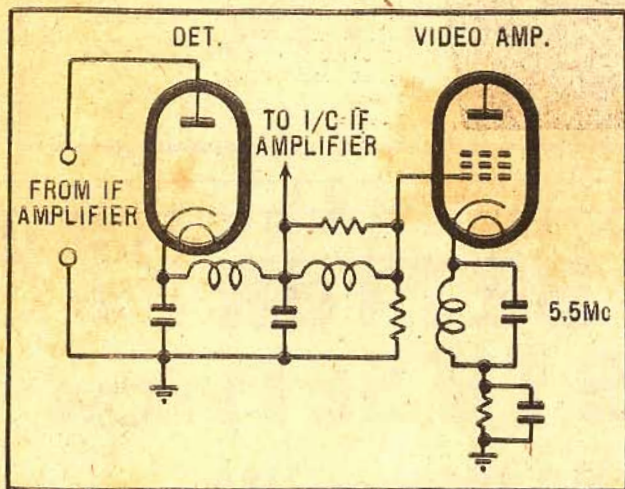 DET.
VIDEO AMP.
TO I/C IF
AMPLIFIER
FROM IF
AMPLIFIER
5.5Mc